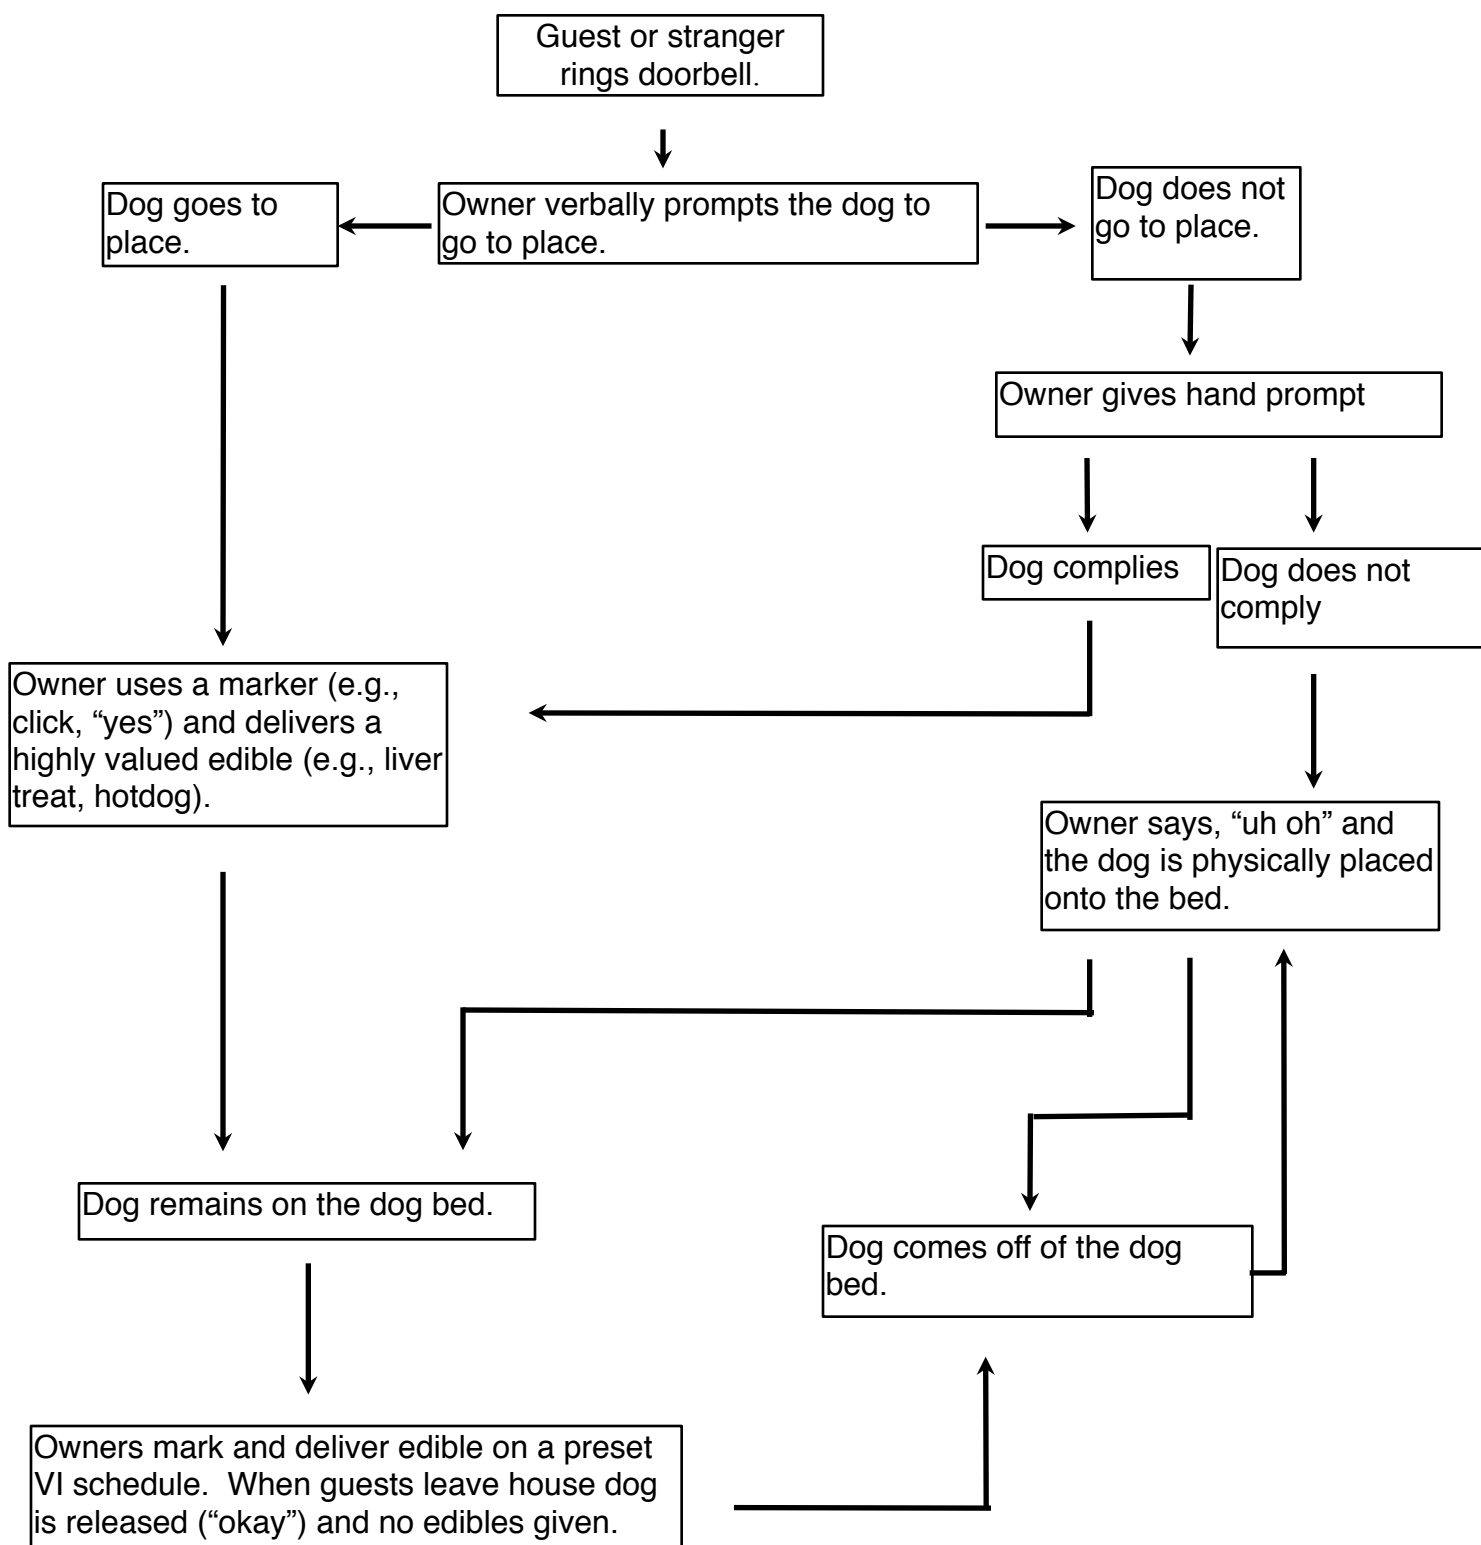 Guest or stranger
rings doorbell.
Dog goes to
place.
Owner verbally prompts the dog to
go to place.
Dog does not
go to place.
Owner gives hand prompt
Dog complies
Dog does not
comply
Owner uses a marker (e.g.,
click, “yes”) and delivers a
highly valued edible (e.g., liver
treat, hotdog).
Owner says, “uh oh” and
the dog is physically placed
onto the bed.
Dog remains on the dog bed.
Dog comes off of the dog
bed.
Owners mark and deliver edible on a preset
VI schedule.  When guests leave house dog
is released (“okay”) and no edibles given.